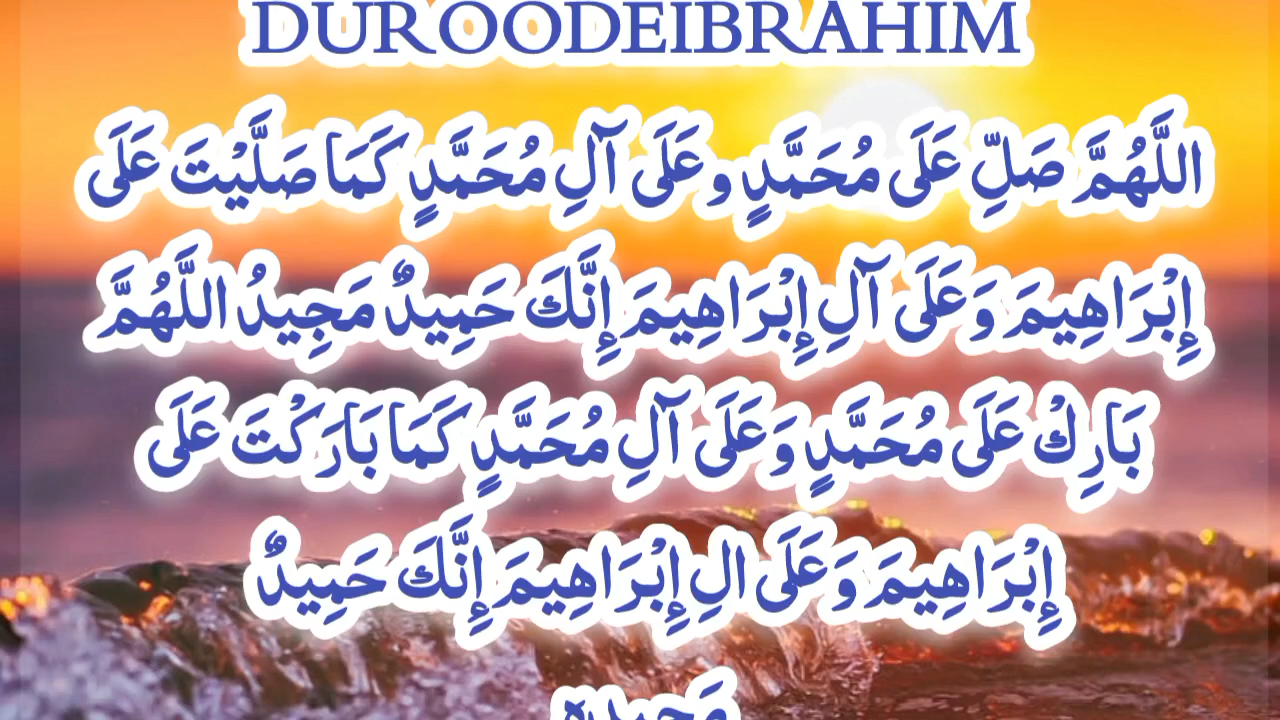 DUROODEIBRAHIM
اللَّهُمَّ صَلِّ عَلَى مُحَمَّدٍ وعَلَى آلِ مُحَمَّدٍ كَمَا صَلَّيْتَ عَلَى
إِبْرَاهِيمَ وَعَلَى آلِ إِبْرَاهِيمَ إِنَّكَ حَمِيدٌ مَجِيدُ اللَّهُمَّ
بَارِكْ عَلَى مُحَمَّدٍ وَعَلَى آلِ مُحَمَّدٍ كَمَا بَارَكْتَ عَلَى
إِبْرَاهِيمَ وَعَلَى الِ إِبْرَاهِيمَ إِنَّكَ حَمِيدٌ